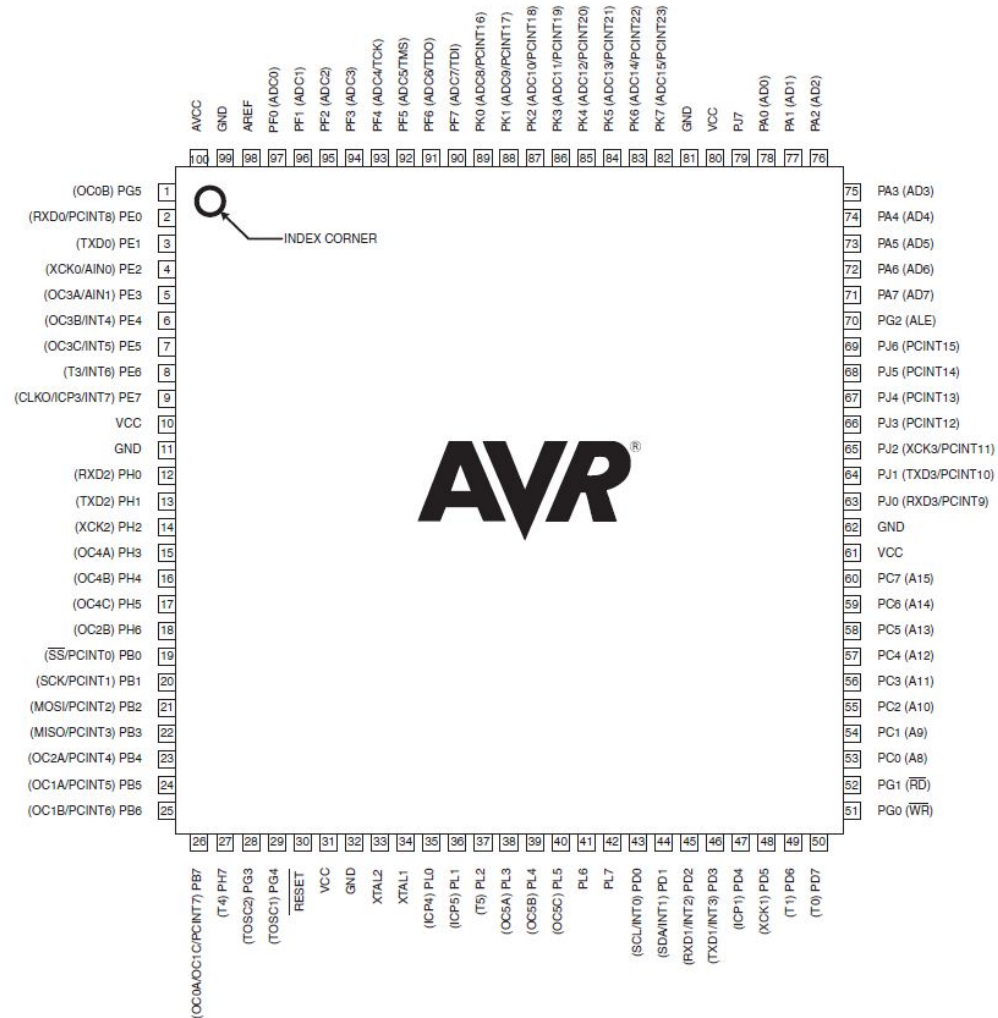 AVCC
GND
AREF
PF0 (ADC0)
PF1 (ADC1)
PF2 (ADC2)
PF3 (ADC3)
PF4 (ADC4/TCK)
PF5 (ADC5/TMS)
PF6 (ADC6/TDO)
PF7 (ADC7/TDI)
PK0 (ADC8/PCINT16)
PK1 (ADC9/PCINT17)
PK2 (ADC10/PCINT18)
PK3 (ADC11/PCINT19)
PK4 (ADC12/PCINT20)
PK5 (ADC13/PCINT21)
PK6 (ADC14/PCINT22)
PK7 (ADC15/PCINT23)
GND
VCC
PJ7
PA0 (AD0)
PA1 (AD1)
PA2 (AD2)
100 99 98 97 96 95 94 93 92 91 90 89 88 87 86 85 84 83 82 81 80 79 78 77 76
(OC0B) PG5 1
(RXD0/PCINT8) PE0 2
(TXD0) PE1 3
(XCK0/AIN0) PE2 4
(OC3A/AIN1) PE3 5
(OC3B/INT4) PE4 6
(OC3C/INT5) PE5 7
(T3/INT6) PE6 8
(CLKO/ICP3/INT7) PE7 9
VCC 10
GND 11
(RXD2) PH0 12
(TXD2) PH1 13
(XCK2) PH2 14
(OC4A) PH3 15
(OC4B) PH4 16
(OC4C) PH5 17
(OC2B) PH6 18
(SS/PCINT0) PB0 19
(SCK/PCINT1) PB1 20
(MOSI/PCINT2) PB2 21
(MISO/PCINT3) PB3 22
(OC2A/PCINT4) PB4 23
(OC1A/PCINT5) PB5 24
(OC1B/PCINT6) PB6 25
INDEX CORNER
AVR®
75 PA3 (AD3)
74 PA4 (AD4)
73 PA5 (AD5)
72 PA6 (AD6)
71 PA7 (AD7)
70 PG2 (ALE)
69 PJ6 (PCINT15)
68 PJ5 (PCINT14)
67 PJ4 (PCINT13)
66 PJ3 (PCINT12)
65 PJ2 (XCK3/PCINT11)
64 PJ1 (TXD3/PCINT10)
63 PJ0 (RXD3/PCINT9)
62 GND
61 VCC
60 PC7 (A15)
59 PC6 (A14)
58 PC5 (A13)
57 PC4 (A12)
56 PC3 (A11)
55 PC2 (A10)
54 PC1 (A9)
53 PC0 (A8)
52 PG1 (RD)
51 PG0 (WR)
26 27 28 29 30 31 32 33 34 35 36 37 38 39 40 41 42 43 44 45 46 47 48 49 50
(OC0A/OC1C/PCINT7) PB7
(T4) PH7
(TOSC2) PG3
(TOSC1) PG4
RESET
VCC
GND
XTAL2
XTAL1
(ICP4) PL0
(ICP5) PL1
(T5) PL2
(OC5A) PL3
(OC5B) PL4
(OC5C) PL5
PL6
PL7
(SCL/INT0) PD0
(SDA/INT1) PD1
(RXD1/INT2) PD2
(TXD1/INT3) PD3
(ICP1) PD4
(XCK1) PD5
(T1) PD6
(T0) PD7